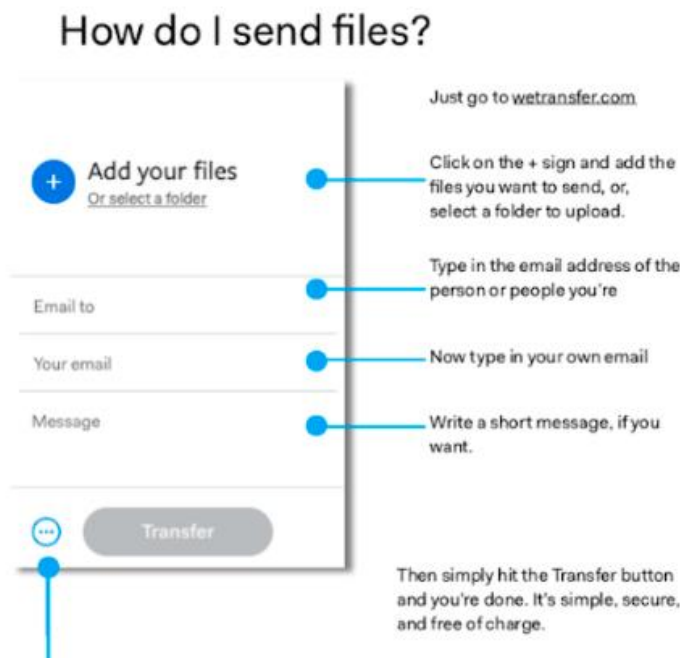 How do I send files?
Just go to wetransfer.com
Add your files
Or select a folder
Click on the + sign and add the
files you want to send, or,
select a folder to upload.
Email to
Type in the email address of the
person or people you're
Your email
Now type in your own email
Message
Write a short message, if you
want.
Transfer
Then simply hit the Transfer button
and you're done. It's simple, secure,
and free of charge.